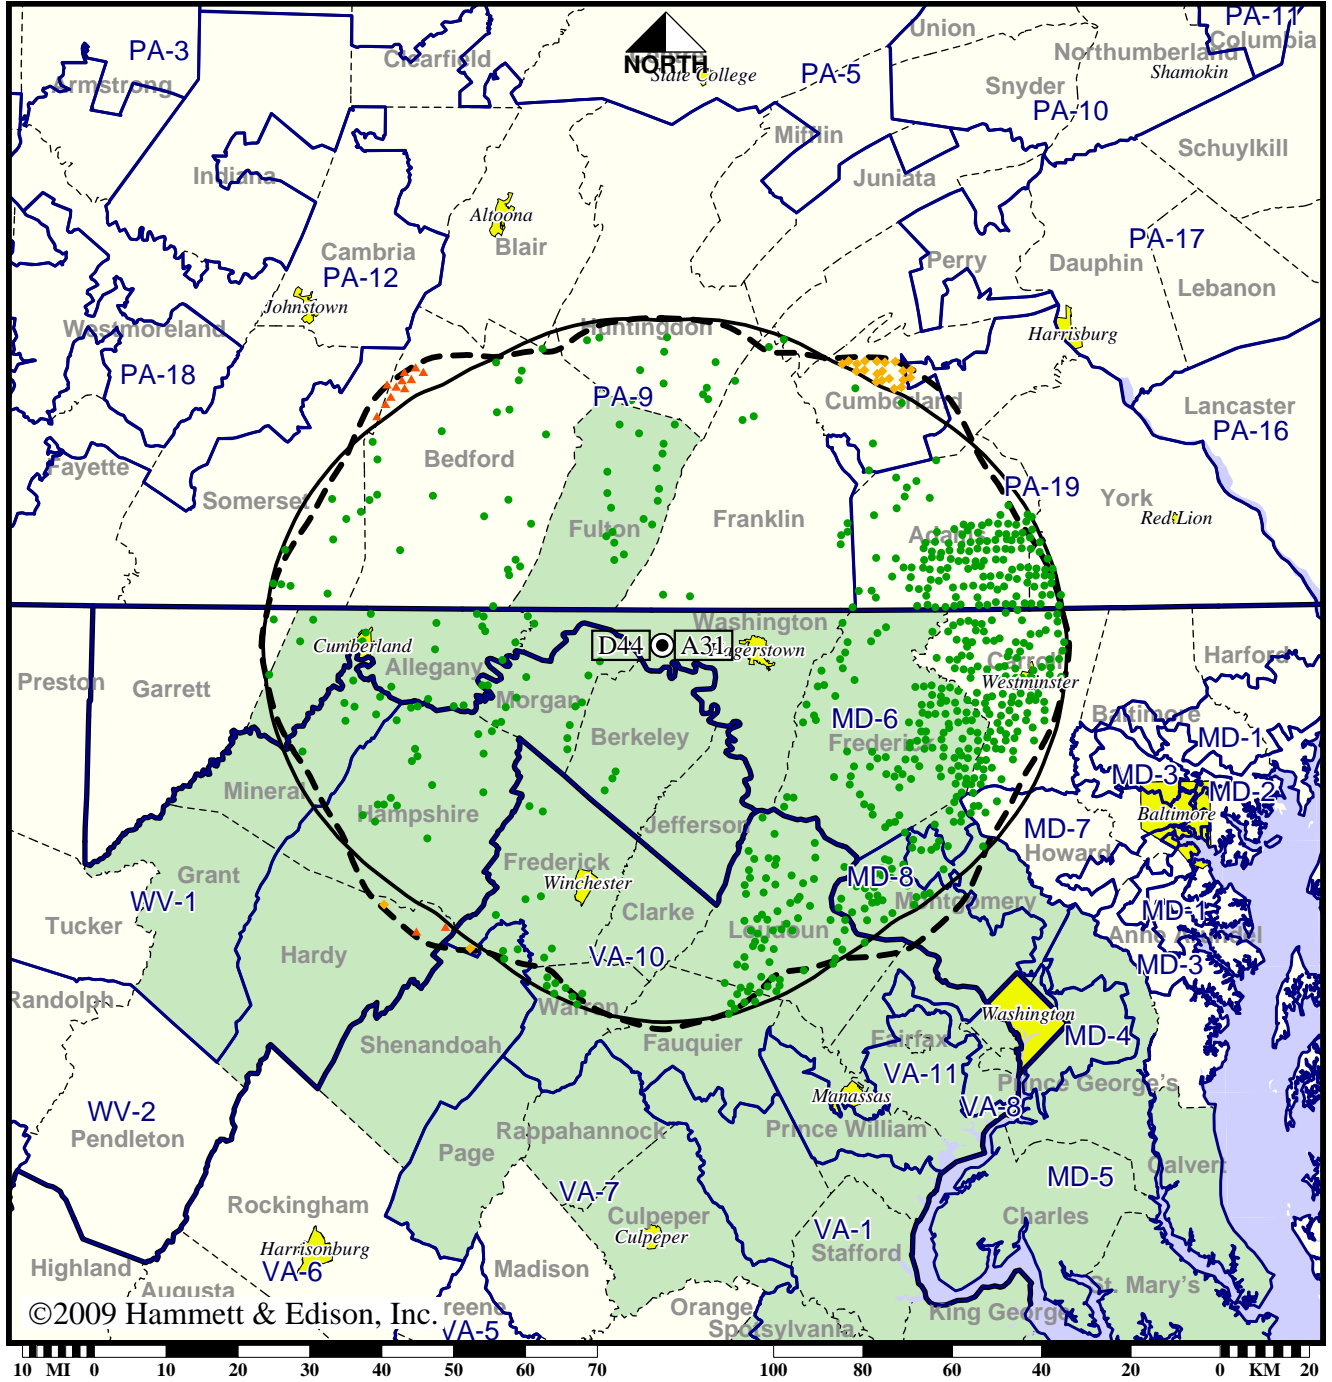 PA-11
Columbia
Union
PA-3
Clearfield
Northumberland
NORTH
State College
PA-5
Shamokin
Armstrong
Snyder
PA-10
Mifflin
Schuylkill
Indiana
Juniata
Altoona
Blair
Cambria
PA-12
Perry
Dauphin
PA-17
Lebanon
Johnstown
Westmoreland
Huntingdon
Harrisburg
PA-18
PA-9
Cumberland
Lancaster
PA-16
Fayette
Bedford
Somerset
PA-19
York
Red Lion
Fulton
Franklin
Adams
Washington
Cumberland
D44
A31
Hagerstown
Allegany
Carroll
Westminster
Harford
Preston
Garrett
Morgan
Berkeley
MD-6
Frederick
Baltimore
MD-1
MD-3
MD-2
Mineral
Hampshire
Jefferson
Baltimore
MD-7
Howard
Frederick
Winchester
Grant
WV-1
MD-8
Montgomery
Clarke
MD-1
Tucker
Loudoun
Anne Arundel
Hardy
VA-10
MD-3
Randolph
Warren
Washington
Shenandoah
Fauquier
Fairfax
MD-4
VA-11
Prince George's
Manassas
VA-8
WV-2
Pendleton
Rappahannock
Prince William
Page
Calvert
MD-5
VA-7
Rockingham
Culpeper
Culpeper
VA-1
Stafford
Charles
Harrisonburg
VA-6
Highland
Madison
St. Mary's
Augusta
Orange
King George
©2009 Hammett & Edison, Inc.
reene
VA-5
Spotsylvania
10 MI 0 10 20 30 40 50 60 70 100 80 60 40 20 0 KM 20